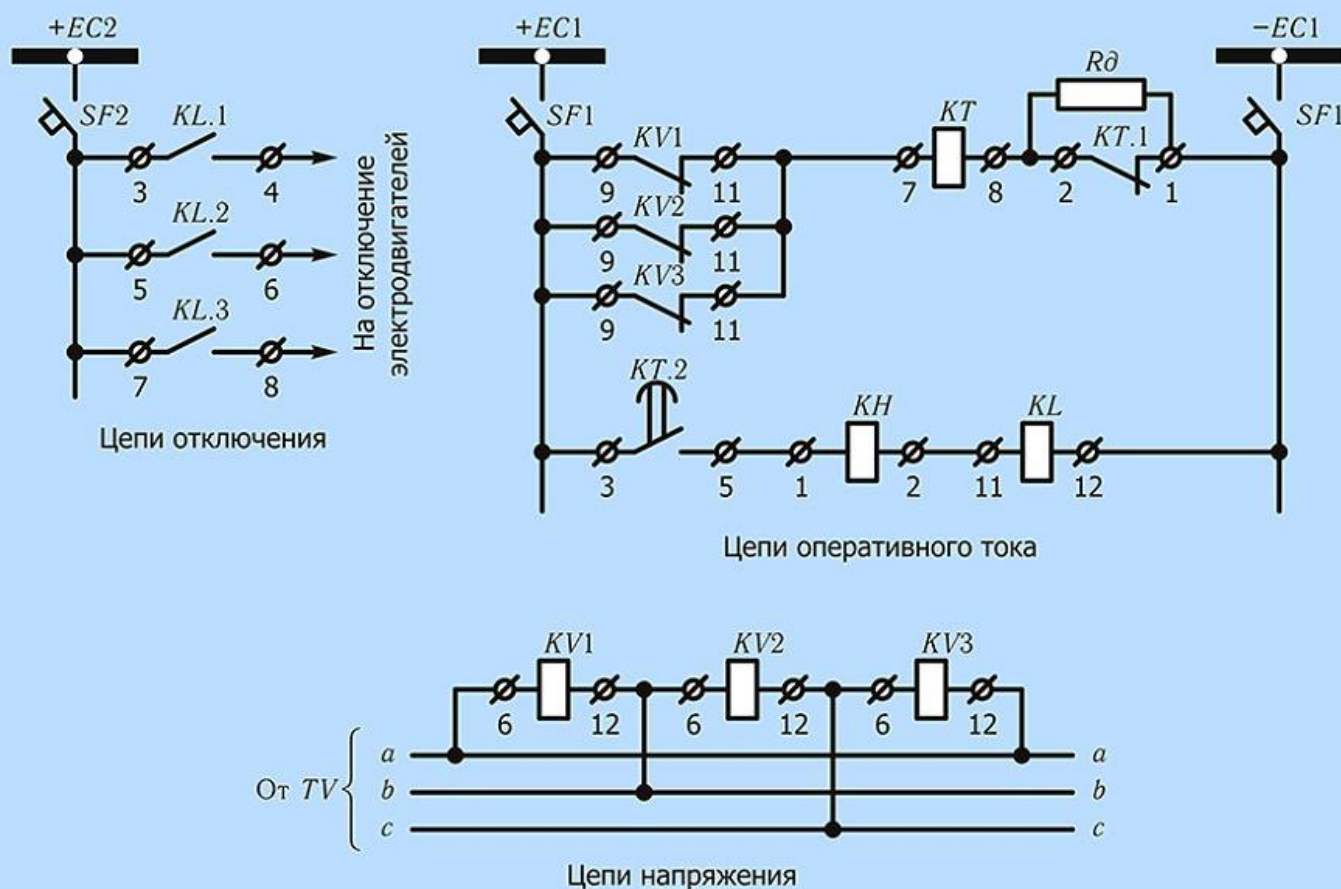 +EC2
SF2
KL.1
3 4
KL.2
5 6
KL.3
7 8
На отключение
электродвигателей
Цепи отключения
+EC1 −EC1
SF1 SF1
KV1 KT Rд KT.1
9 11 7 8 2 1
KV2
9 11
KV3
9 11
KT.2 KH KL
3 5 1 2 11 12
Цепи оперативного тока
KV1 KV2 KV3
6 12 6 12 6 12
От TV
a a
b b
c c
Цепи напряжения